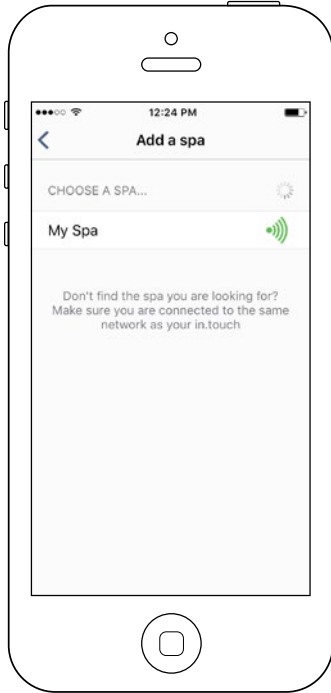 12:24 PM
Add a spa
CHOOSE A SPA...
My Spa
Don't find the spa you are looking for?
Make sure you are connected to the same
network as your in.touch